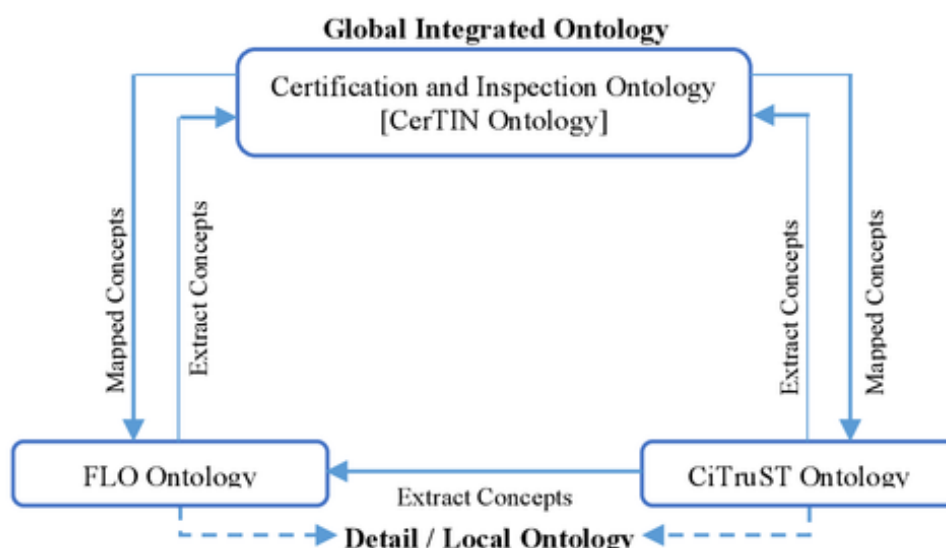 Global Integrated Ontology
Certification and Inspection Ontology
[CerTIN Ontology]
Mapped Concepts
Extract Concepts
Extract Concepts
Mapped Concepts
FLO Ontology
CiTruST Ontology
Extract Concepts
Detail / Local Ontology